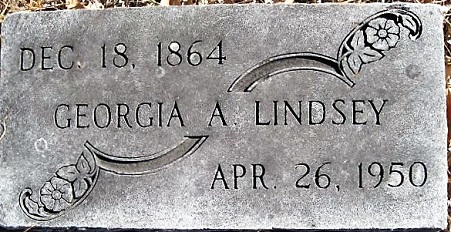 DEC. 18, 1864
GEORGIA A. LINDSEY
APR. 26, 1950